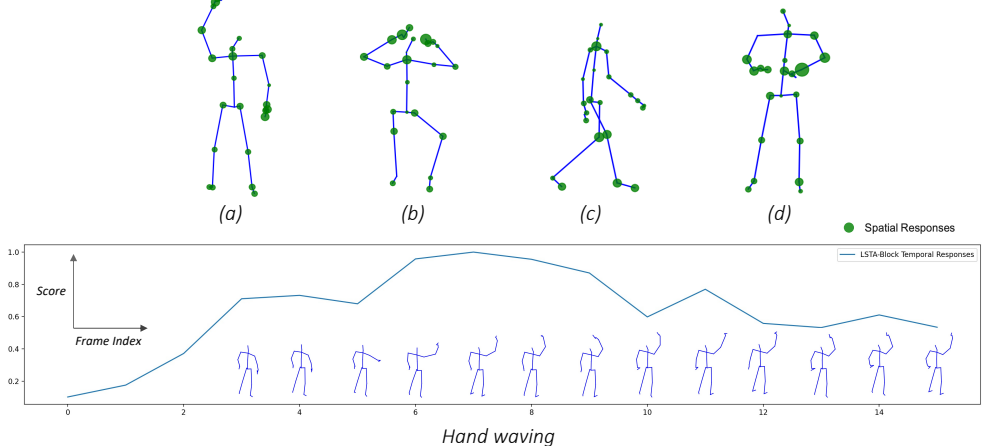 (a) (b) (c) (d)
Spatial Responses
LSTA-Block Temporal Responses
1.0
0.8
0.6
0.4
0.2
Score
Frame Index
0 2 4 6 8 10 12 14
Hand waving